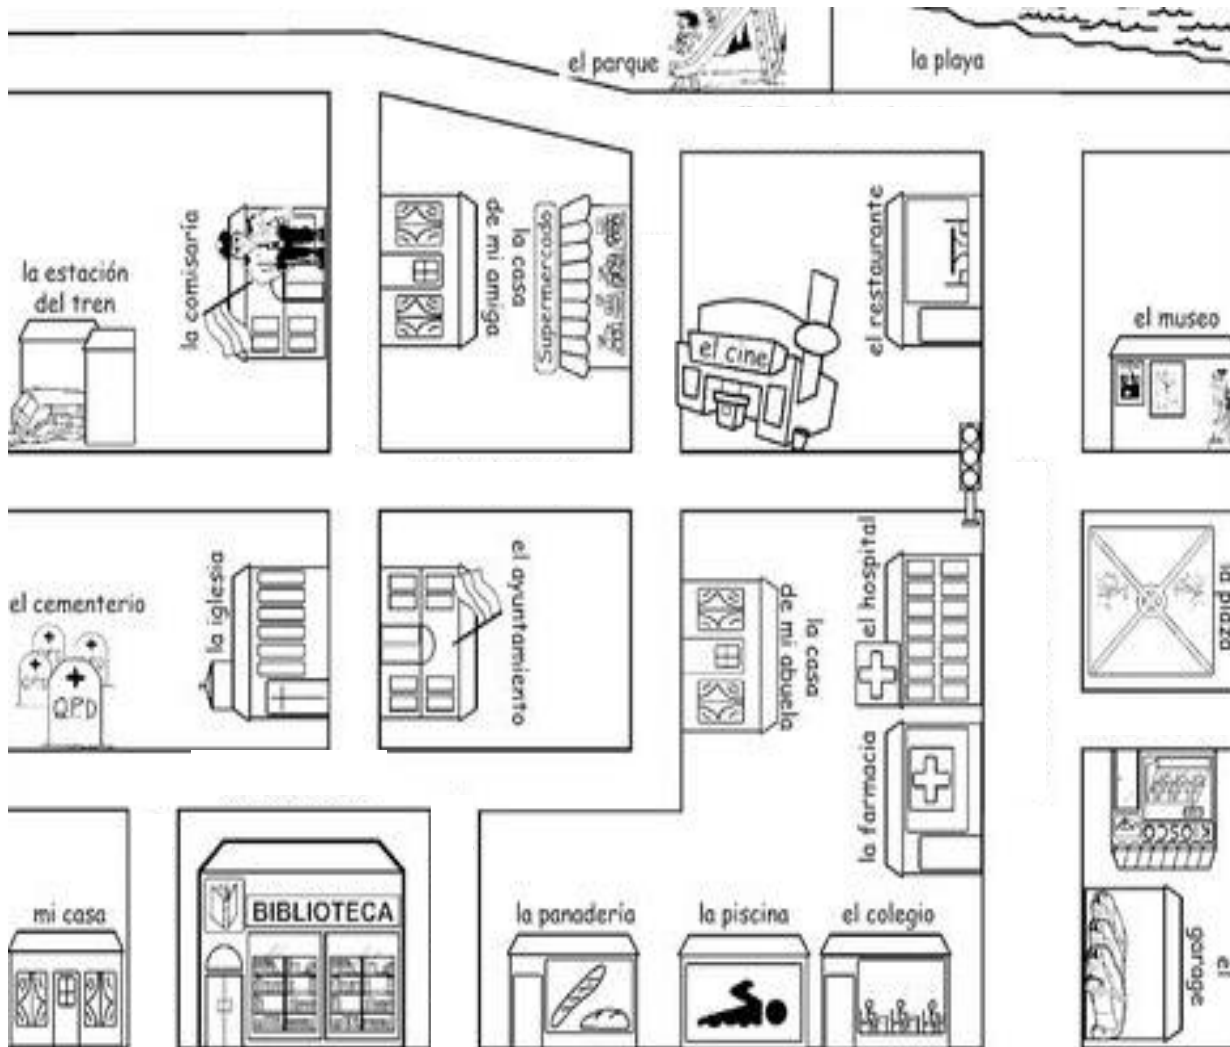 el parque
la playa
la estación
del tren
la comisaría
la casa
de mi amiga
Supermercado
el cine
el restaurante
el museo
el cementerio
QPD
la iglesia
el ayuntamiento
la casa
de mi abuela
el hospital
la plaza
la farmacia
KIOSCO
mi casa
BIBLIOTECA
la panadería
la piscina
el colegio
el
garage